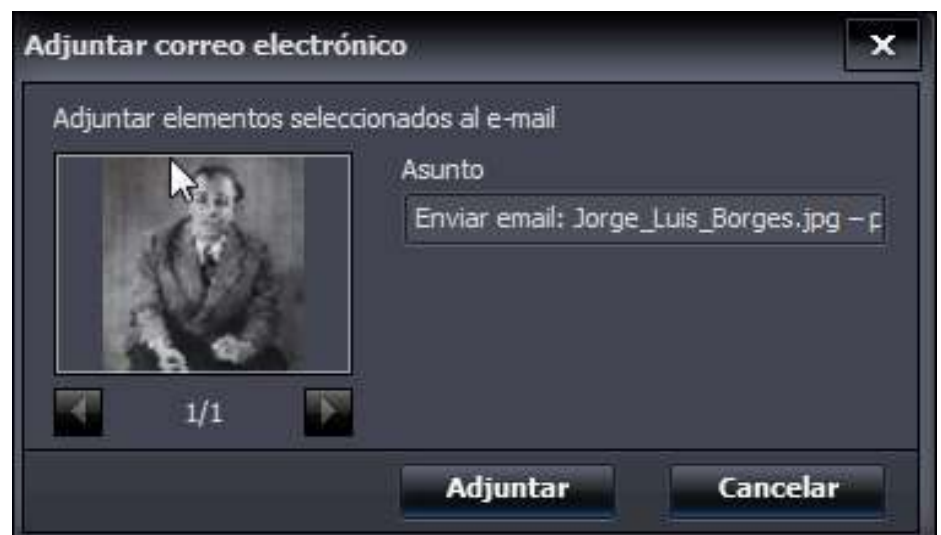 Adjuntar correo electrónico
Adjuntar elementos seleccionados al e-mail
Asunto
Enviar email: Jorge_Luis_Borges.jpg – p
1/1
Adjuntar
Cancelar